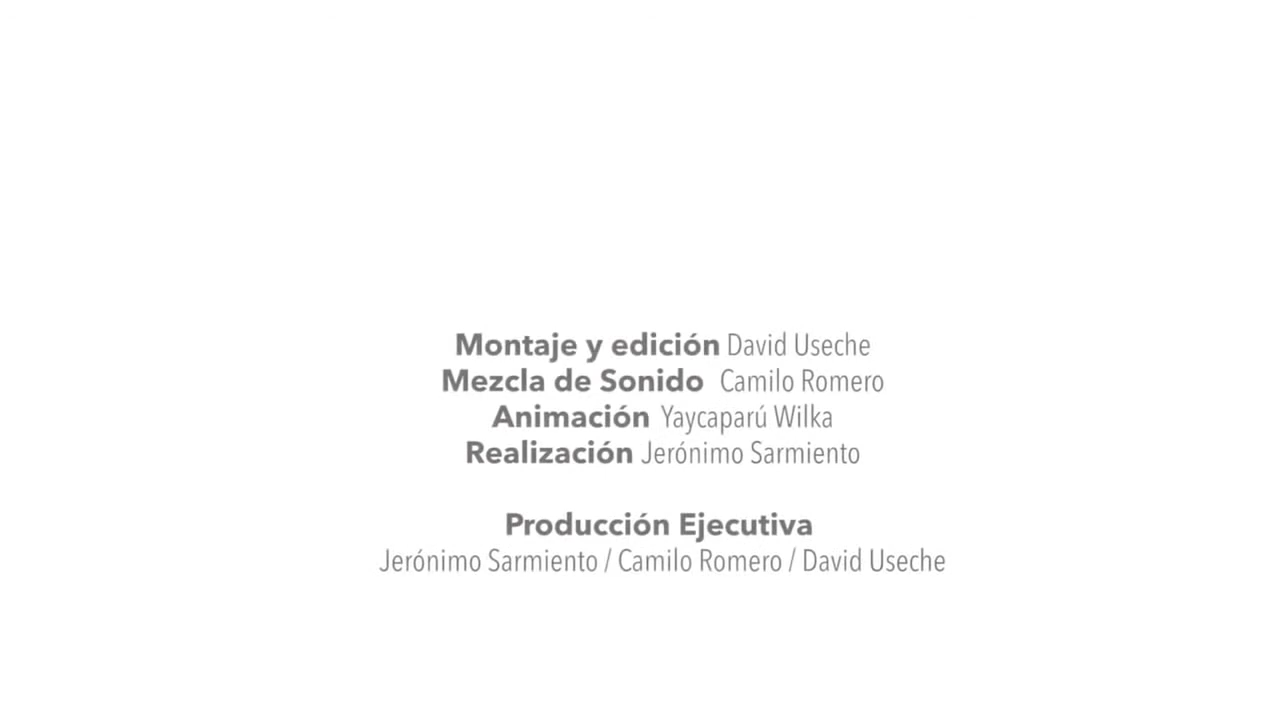 Montaje y edición David Useche
Mezcla de Sonido Camilo Romero
Animación Yaycaparú Wilka
Realización Jerónimo Sarmiento
Producción Ejecutiva
Jerónimo Sarmiento / Camilo Romero / David Useche